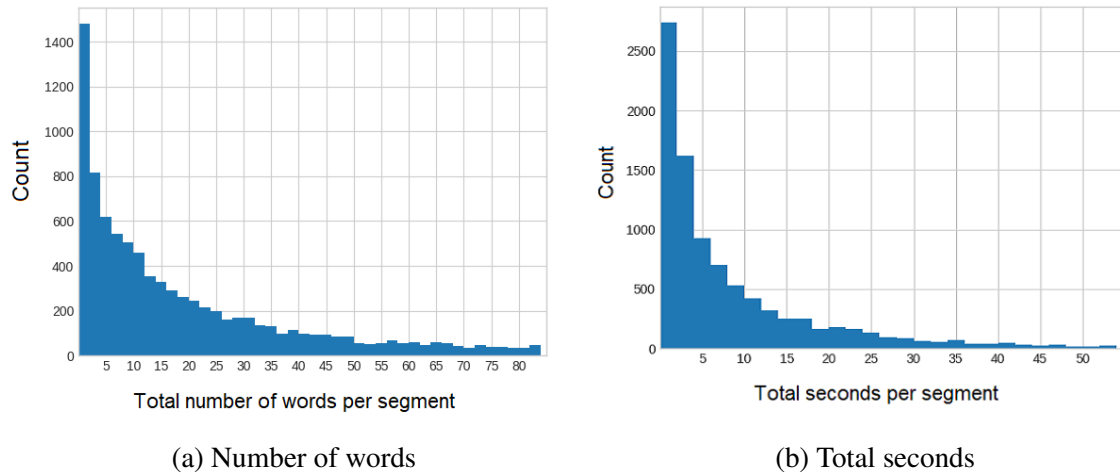 1400
1200
1000
800
600
400
200
0
Count
5 10 15 20 25 30 35 40 45 50 55 60 65 70 75 80
Total number of words per segment
(a) Number of words
2500
2000
1500
1000
500
0
Count
5 10 15 20 25 30 35 40 45 50
Total seconds per segment
(b) Total seconds